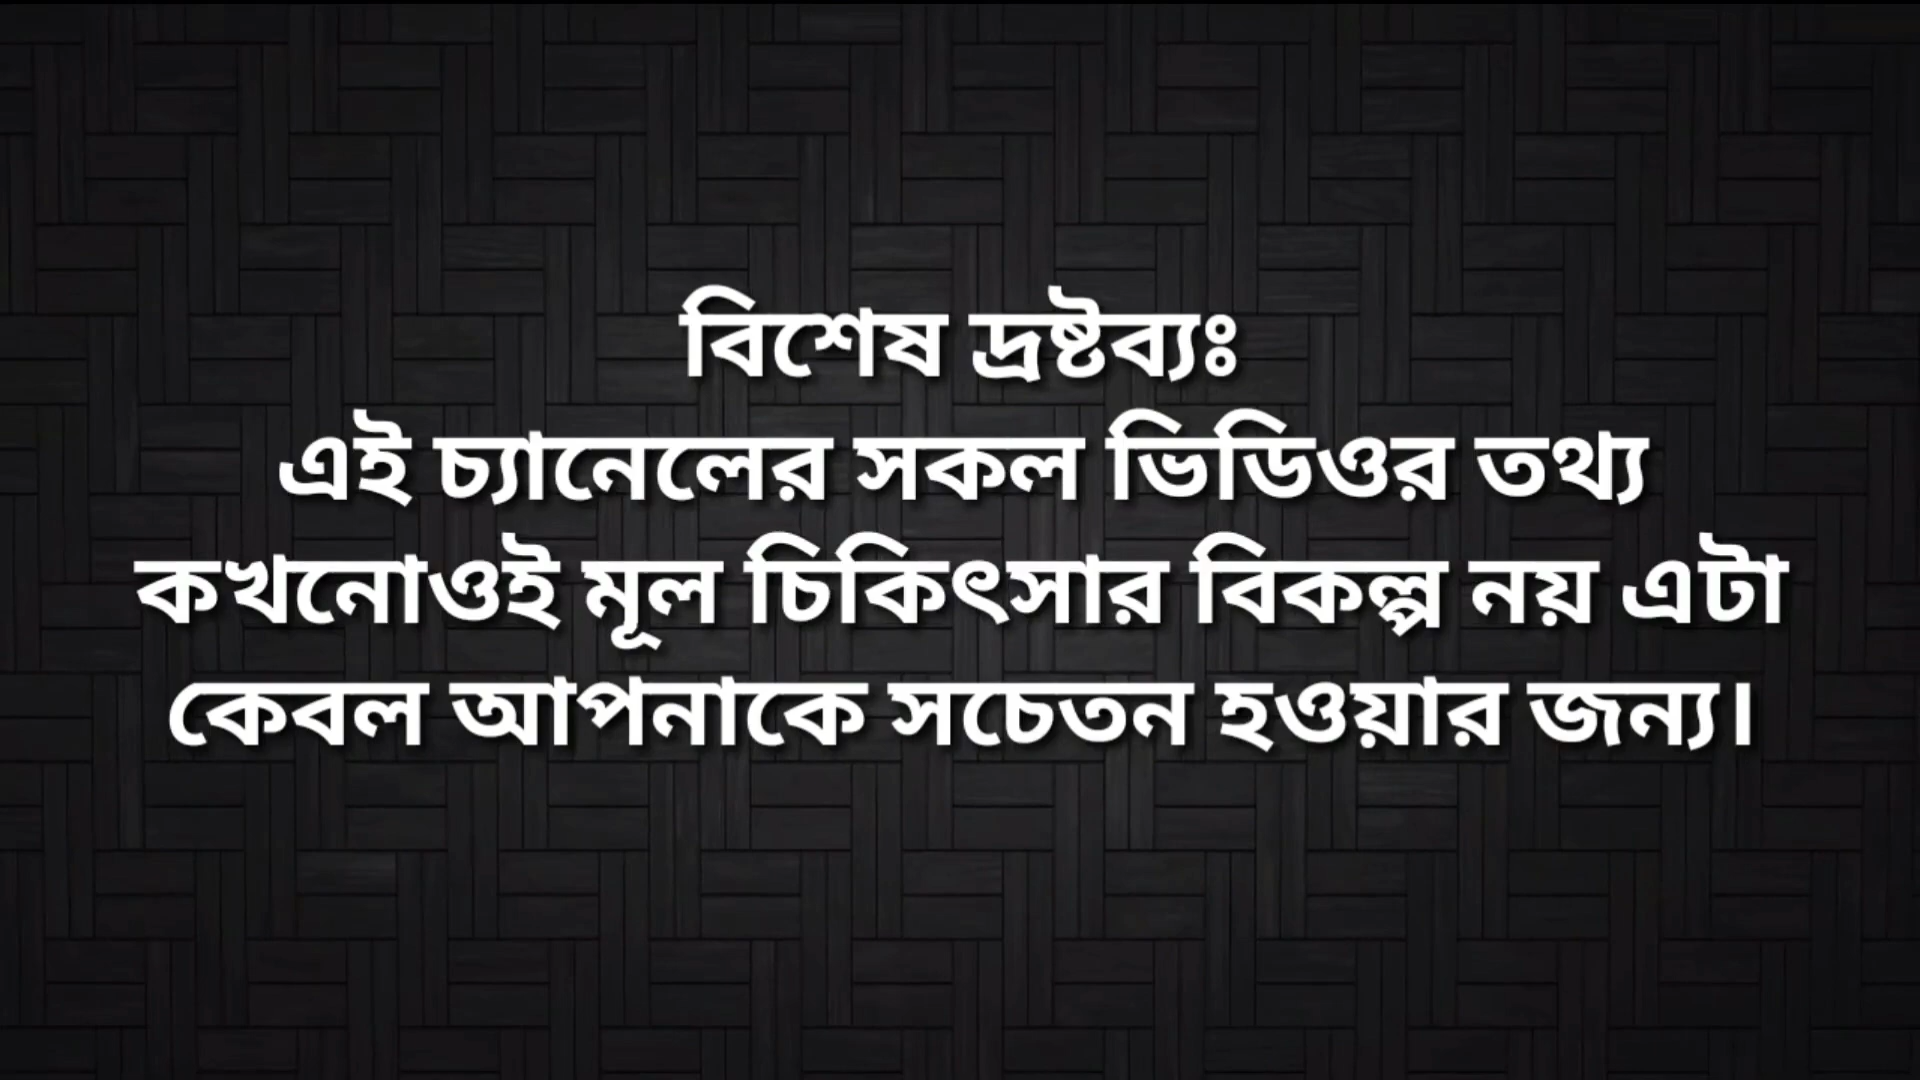 বিশেষ দ্রষ্টব্যঃ
এই চ্যানেলের সকল ভিডিওর তথ্য
কখনোওই মূল চিকিৎসার বিকল্প নয় এটা
কেবল আপনাকে সচেতন হওয়ার জন্য।